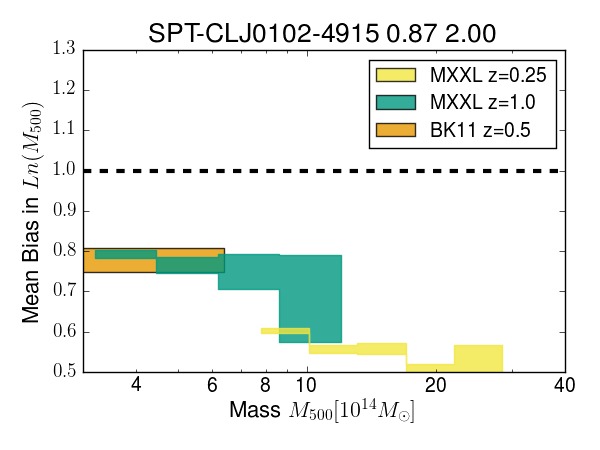 SPT-CLJ0102-4915 0.87 2.00
1.3
1.2
1.1
1.0
0.9
0.8
0.7
0.6
0.5
Mean Bias in Ln(M500)
MXXL z=0.25
MXXL z=1.0
BK11 z=0.5
4 6 8 10 20 40
Mass M500[10^14 M⊙]